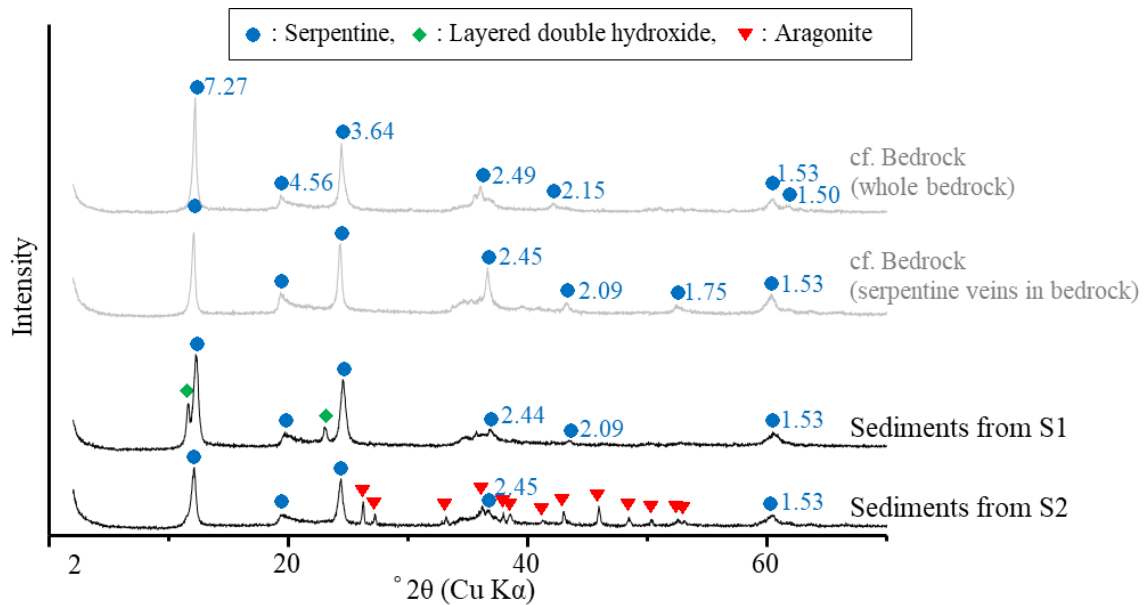 : Serpentine, : Layered double hydroxide, : Aragonite
7.27
3.64
4.56
2.49
2.15
1.53
1.50
cf. Bedrock
(whole bedrock)
2.45
2.09
1.75
1.53
cf. Bedrock
(serpentine veins in bedrock)
2.44
2.09
1.53
Sediments from S1
2.45
1.53
Sediments from S2
Intensity
2
20
40
60
°2θ (Cu Kα)